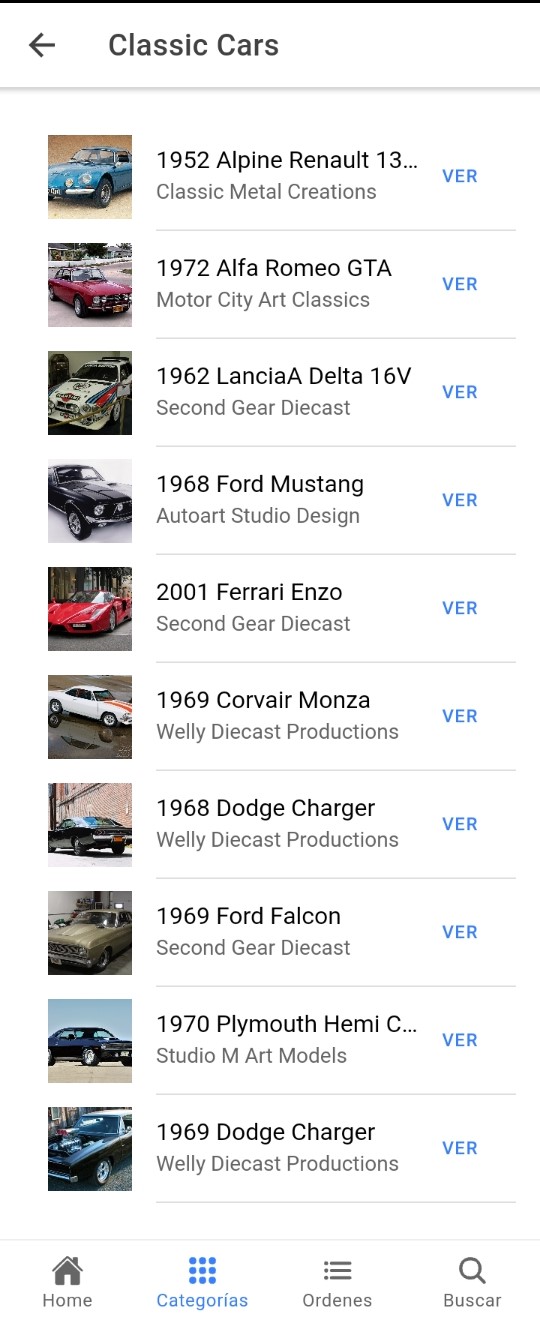 Classic Cars
1952 Alpine Renault 13...
Classic Metal Creations
VER
1972 Alfa Romeo GTA
Motor City Art Classics
VER
1962 LanciaA Delta 16V
Second Gear Diecast
VER
1968 Ford Mustang
Autoart Studio Design
VER
2001 Ferrari Enzo
Second Gear Diecast
VER
1969 Corvair Monza
Welly Diecast Productions
VER
1968 Dodge Charger
Welly Diecast Productions
VER
1969 Ford Falcon
Second Gear Diecast
VER
1970 Plymouth Hemi C...
Studio M Art Models
VER
1969 Dodge Charger
Welly Diecast Productions
VER
Home
Categorías
Ordenes
Buscar